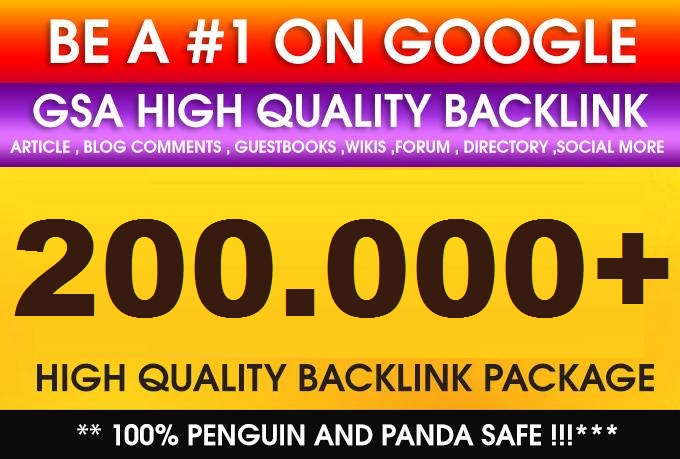 BE A #1 ON GOOGLE
GSA HIGH QUALITY BACKLINK
ARTICLE , BLOG COMMENTS , GUESTBOOKS ,WIKIS ,FORUM , DIRECTORY ,SOCIAL MORE
200.000+
HIGH QUALITY BACKLINK PACKAGE
** 100% PENGUIN AND PANDA SAFE !!!***